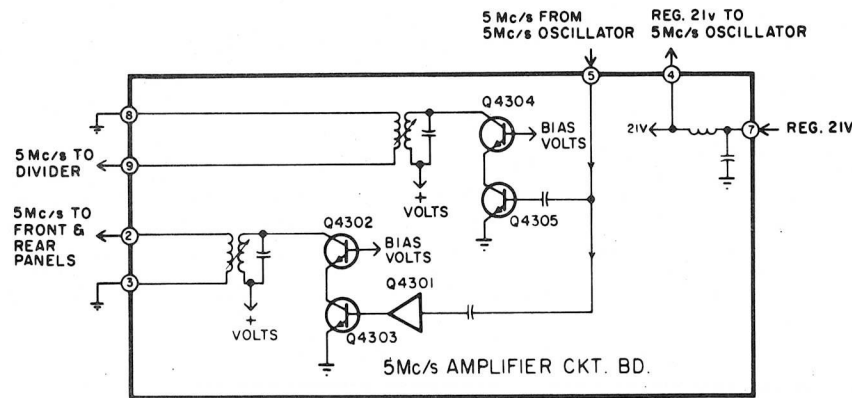 5 Mc/s FROM
5Mc/s OSCILLATOR
REG. 21v TO
5Mc/s OSCILLATOR
5
4
8
Q4304
BIAS
VOLTS
21V
7
REG. 21V
5 Mc/s TO
DIVIDER
9
+
VOLTS
Q4305
5Mc/s TO
FRONT &
REAR
PANELS
2
Q4302
BIAS
VOLTS
Q4301
3
+
VOLTS
Q4303
5Mc/s AMPLIFIER CKT. BD.